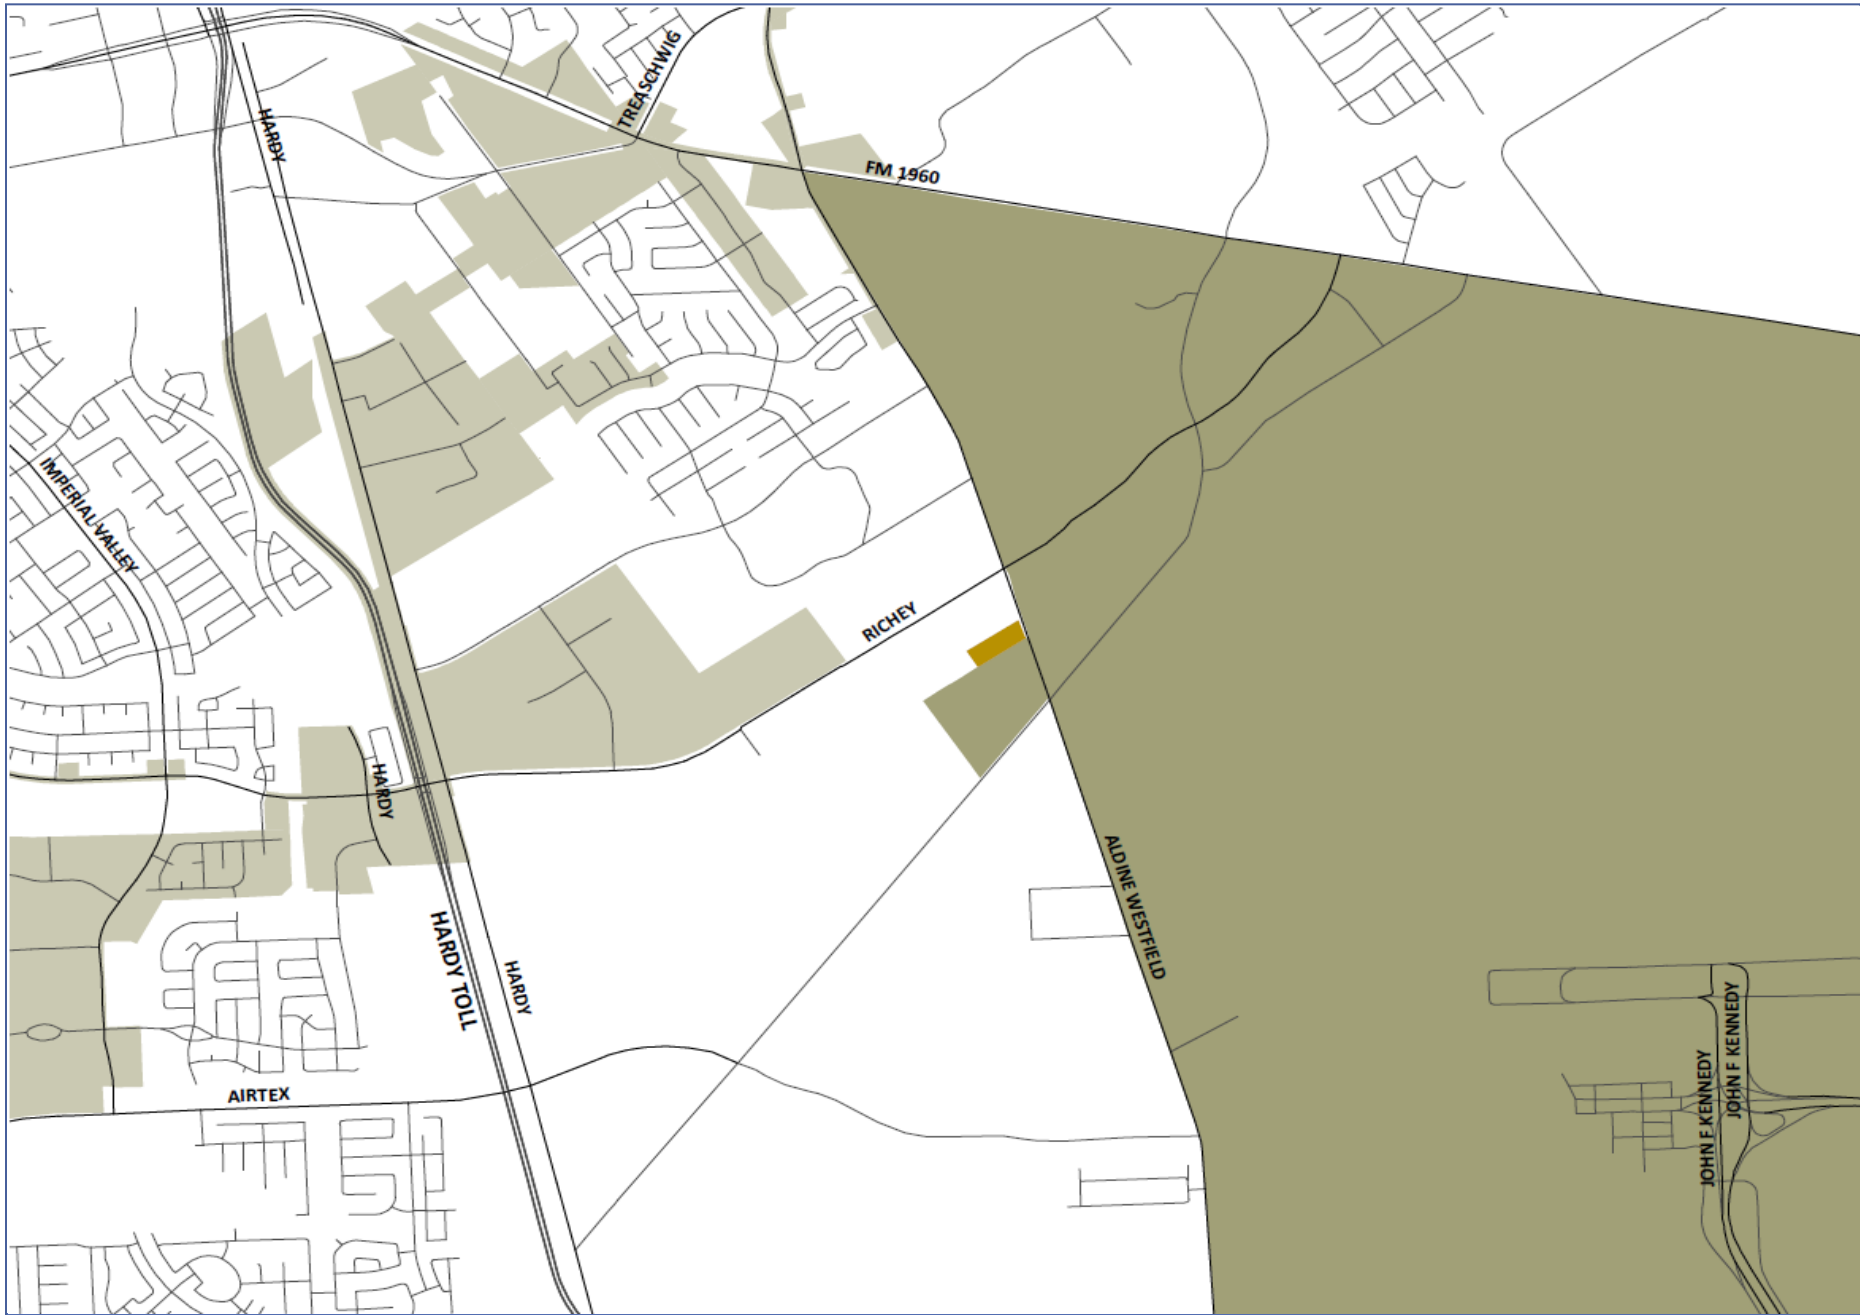 TREASCHWIG
HARDY
FM 1960
IMPERIAL VALLEY
RICHEY
HARDY
ALDINE WESTFIELD
HARDY TOLL
HARDY
JOHN F KENNEDY
JOHN F KENNEDY
AIRTEX